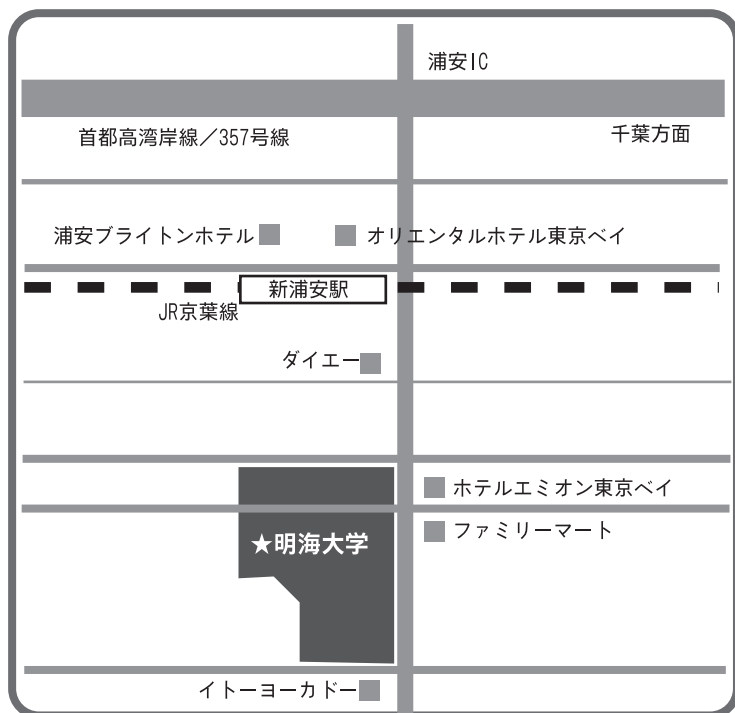 浦安IC
首都高湾岸線／357号線
千葉方面
浦安ブライトンホテル
オリエンタルホテル東京ベイ
新浦安駅
JR京葉線
ダイエー
ホテルエミオン東京ベイ
ファミリーマート
★明海大学
イトーヨーカドー